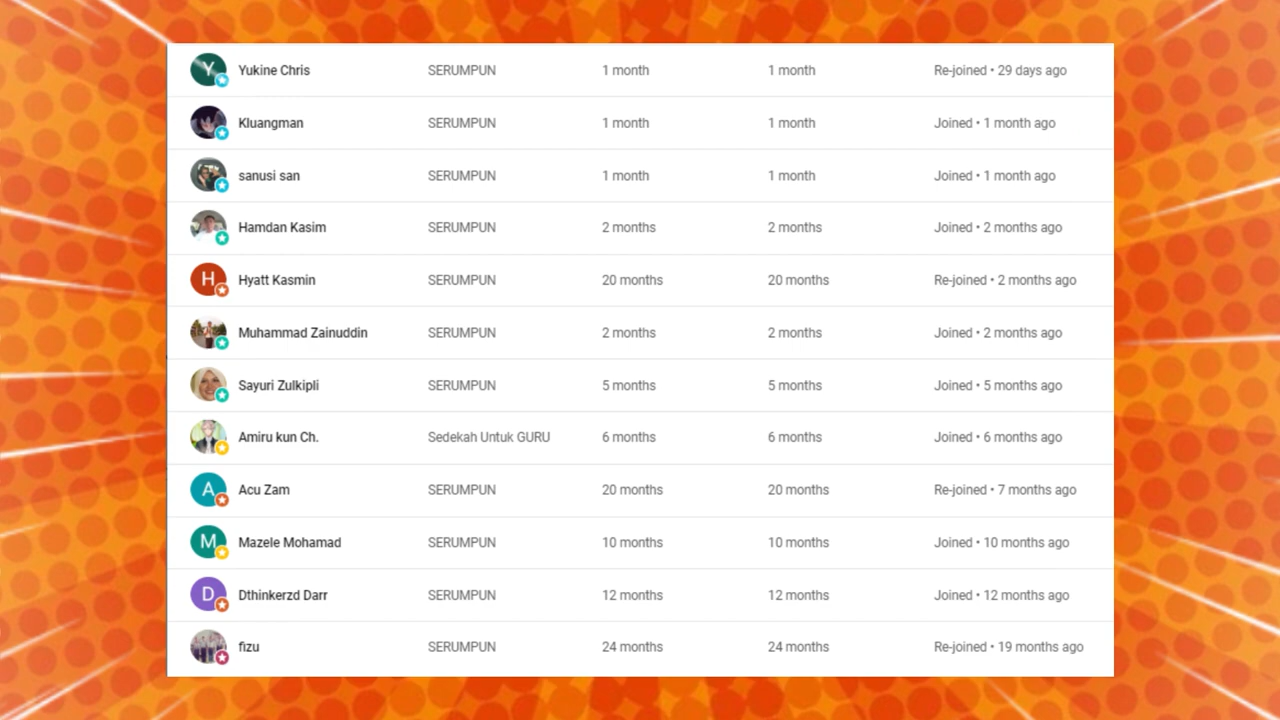 Y Yukine Chris SERUMPUN 1 month 1 month Re-joined • 29 days ago
Kluangman SERUMPUN 1 month 1 month Joined • 1 month ago
sanusi san SERUMPUN 1 month 1 month Joined • 1 month ago
Hamdan Kasim SERUMPUN 2 months 2 months Joined • 2 months ago
H Hyatt Kasmin SERUMPUN 20 months 20 months Re-joined • 2 months ago
Muhammad Zainuddin SERUMPUN 2 months 2 months Joined • 2 months ago
Sayuri Zulkipli SERUMPUN 5 months 5 months Joined • 5 months ago
Amiru kun Ch. Sedekah Untuk GURU 6 months 6 months Joined • 6 months ago
A Acu Zam SERUMPUN 20 months 20 months Re-joined • 7 months ago
M Mazele Mohamad SERUMPUN 10 months 10 months Joined • 10 months ago
D Dthinkerzd Darr SERUMPUN 12 months 12 months Joined • 12 months ago
fizu SERUMPUN 24 months 24 months Re-joined • 19 months ago